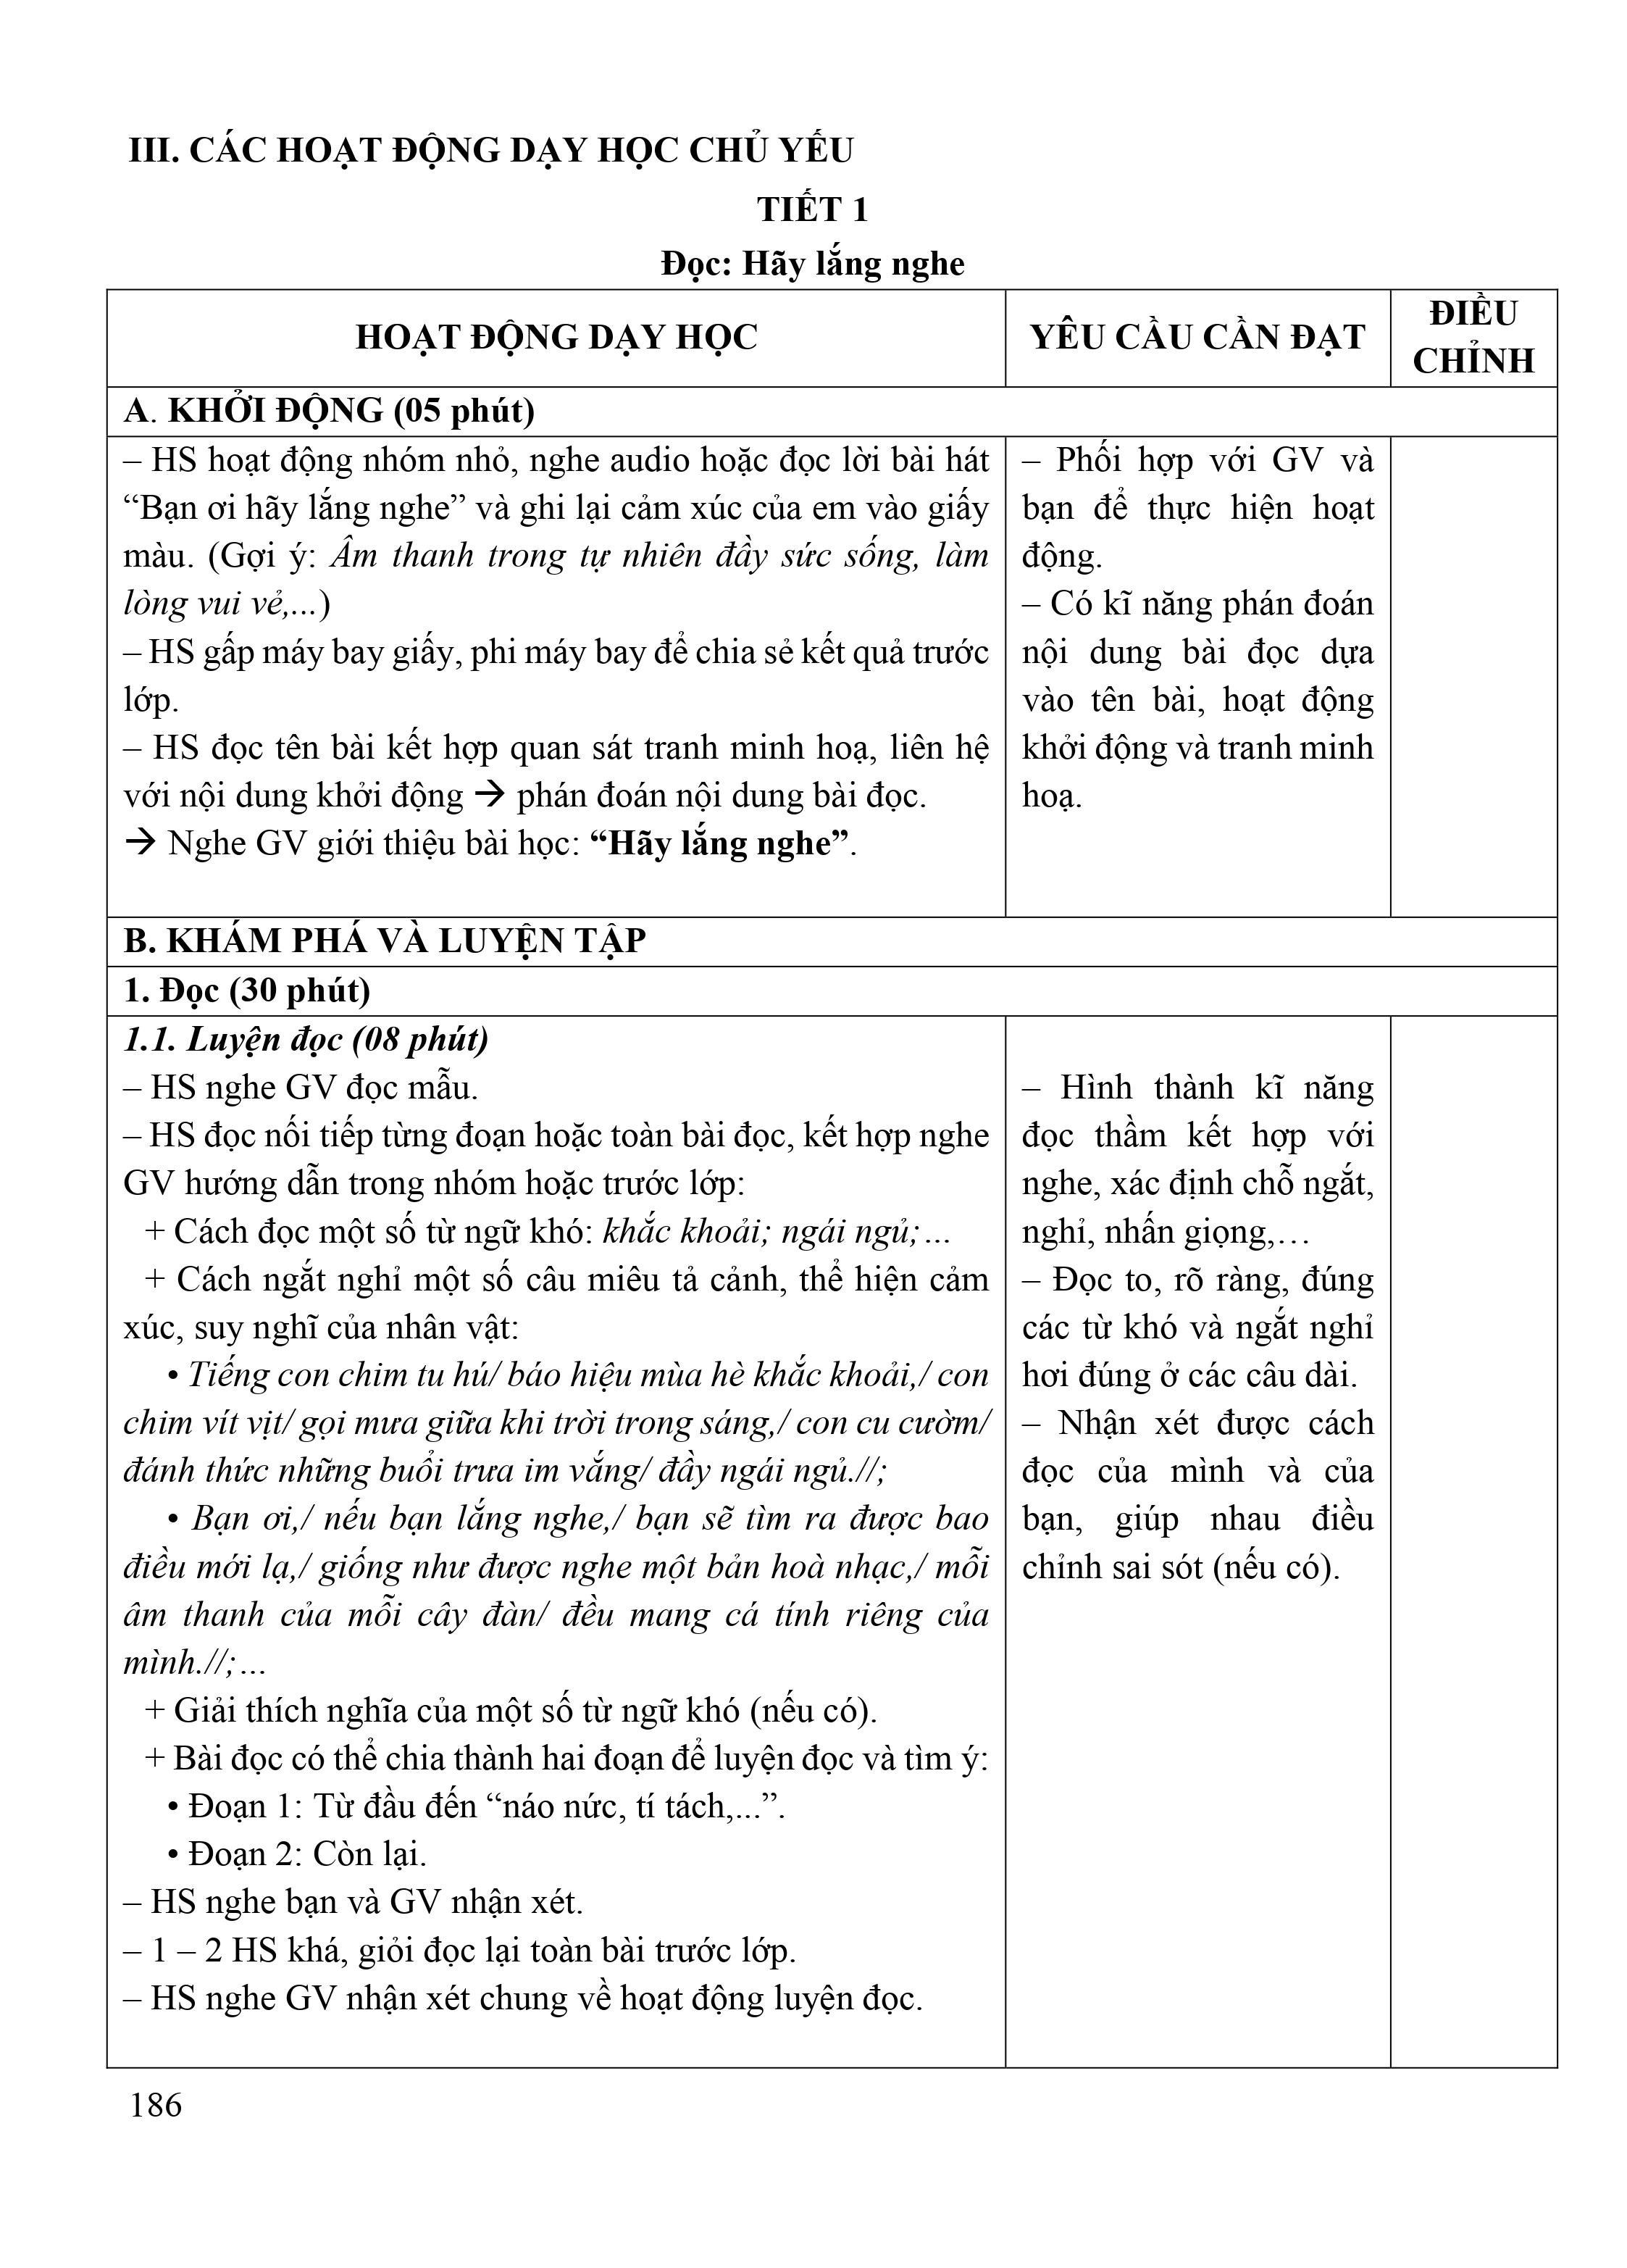 III. CÁC HOẠT ĐỘNG DẠY HỌC CHỦ YẾU
TIẾT 1
Đọc: Hãy lắng nghe
HOẠT ĐỘNG DẠY HỌC
YÊU CẦU CẦN ĐẠT
ĐIỀU
CHỈNH
A. KHỞI ĐỘNG (05 phút)
– HS hoạt động nhóm nhỏ, nghe audio hoặc đọc lời bài hát
“Bạn ơi hãy lắng nghe” và ghi lại cảm xúc của em vào giấy
màu. (Gợi ý: Âm thanh trong tự nhiên đầy sức sống, làm
lòng vui vẻ,...)
– HS gấp máy bay giấy, phi máy bay để chia sẻ kết quả trước
lớp.
– HS đọc tên bài kết hợp quan sát tranh minh hoạ, liên hệ
với nội dung khởi động → phán đoán nội dung bài đọc.
→ Nghe GV giới thiệu bài học: “Hãy lắng nghe”.
– Phối hợp với GV và
bạn để thực hiện hoạt
động.
– Có kĩ năng phán đoán
nội dung bài đọc dựa
vào tên bài, hoạt động
khởi động và tranh minh
hoạ.
B. KHÁM PHÁ VÀ LUYỆN TẬP
1. Đọc (30 phút)
1.1. Luyện đọc (08 phút)
– HS nghe GV đọc mẫu.
– HS đọc nối tiếp từng đoạn hoặc toàn bài đọc, kết hợp nghe
GV hướng dẫn trong nhóm hoặc trước lớp:
+ Cách đọc một số từ ngữ khó: khắc khoải; ngái ngủ;…
+ Cách ngắt nghỉ một số câu miêu tả cảnh, thể hiện cảm
xúc, suy nghĩ của nhân vật:
• Tiếng con chim tu hú/ báo hiệu mùa hè khắc khoải,/ con
chim vít vịt/ gọi mưa giữa khi trời trong sáng,/ con cu cườm/
đánh thức những buổi trưa im vắng/ đầy ngái ngủ.//;
• Bạn ơi,/ nếu bạn lắng nghe,/ bạn sẽ tìm ra được bao
điều mới lạ,/ giống như được nghe một bản hoà nhạc,/ mỗi
âm thanh của mỗi cây đàn/ đều mang cá tính riêng của
mình.//;…
+ Giải thích nghĩa của một số từ ngữ khó (nếu có).
+ Bài đọc có thể chia thành hai đoạn để luyện đọc và tìm ý:
• Đoạn 1: Từ đầu đến “náo nức, tí tách,...”.
• Đoạn 2: Còn lại.
– HS nghe bạn và GV nhận xét.
– 1 – 2 HS khá, giỏi đọc lại toàn bài trước lớp.
– HS nghe GV nhận xét chung về hoạt động luyện đọc.
– Hình thành kĩ năng
đọc thầm kết hợp với
nghe, xác định chỗ ngắt,
nghỉ, nhấn giọng,…
– Đọc to, rõ ràng, đúng
các từ khó và ngắt nghỉ
hơi đúng ở các câu dài.
– Nhận xét được cách
đọc của mình và của
bạn, giúp nhau điều
chỉnh sai sót (nếu có).
186